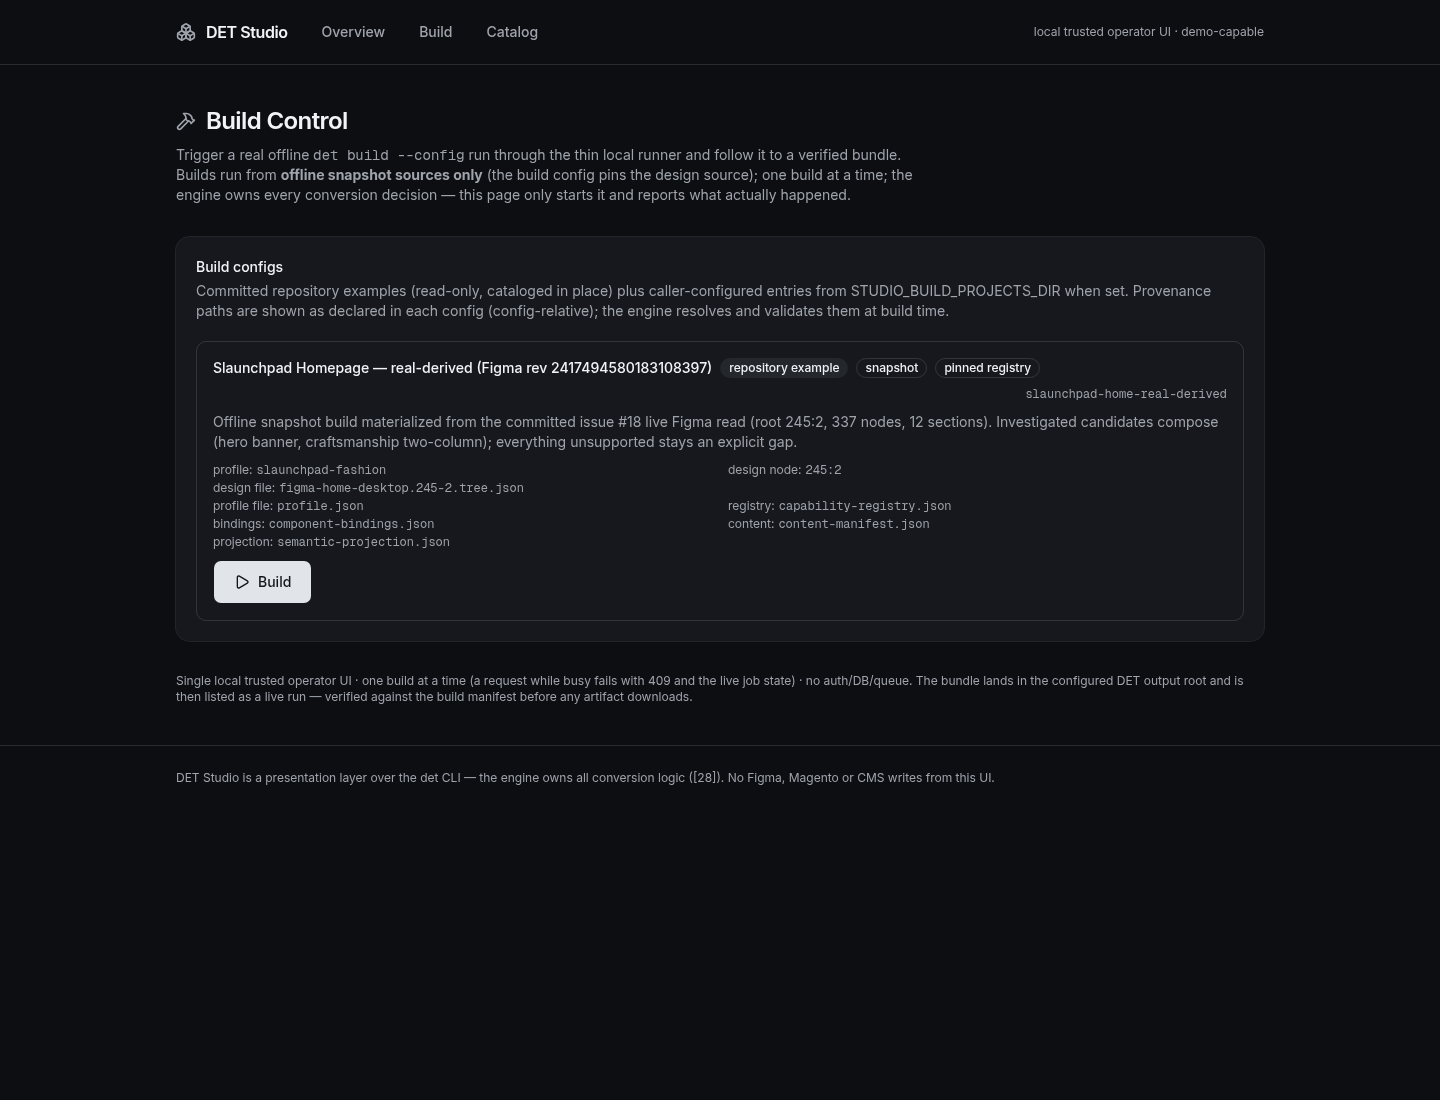 DET Studio Overview Build Catalog local trusted operator UI · demo-capable
Build Control
Trigger a real offline det build --config run through the thin local runner and follow it to a verified bundle.
Builds run from offline snapshot sources only (the build config pins the design source); one build at a time; the
engine owns every conversion decision — this page only starts it and reports what actually happened.
Build configs
Committed repository examples (read-only, cataloged in place) plus caller-configured entries from STUDIO_BUILD_PROJECTS_DIR when set. Provenance
paths are shown as declared in each config (config-relative); the engine resolves and validates them at build time.
Slaunchpad Homepage — real-derived (Figma rev 2417494580183108397) repository example snapshot pinned registry
slaunchpad-home-real-derived
Offline snapshot build materialized from the committed issue #18 live Figma read (root 245:2, 337 nodes, 12 sections). Investigated candidates compose
(hero banner, craftsmanship two-column); everything unsupported stays an explicit gap.
profile: slaunchpad-fashion design node: 245:2
design file: figma-home-desktop.245-2.tree.json
profile file: profile.json registry: capability-registry.json
bindings: component-bindings.json content: content-manifest.json
projection: semantic-projection.json
Build
Single local trusted operator UI · one build at a time (a request while busy fails with 409 and the live job state) · no auth/DB/queue. The bundle lands in the configured DET output root and is
then listed as a live run — verified against the build manifest before any artifact downloads.
DET Studio is a presentation layer over the det CLI — the engine owns all conversion logic ([28]). No Figma, Magento or CMS writes from this UI.